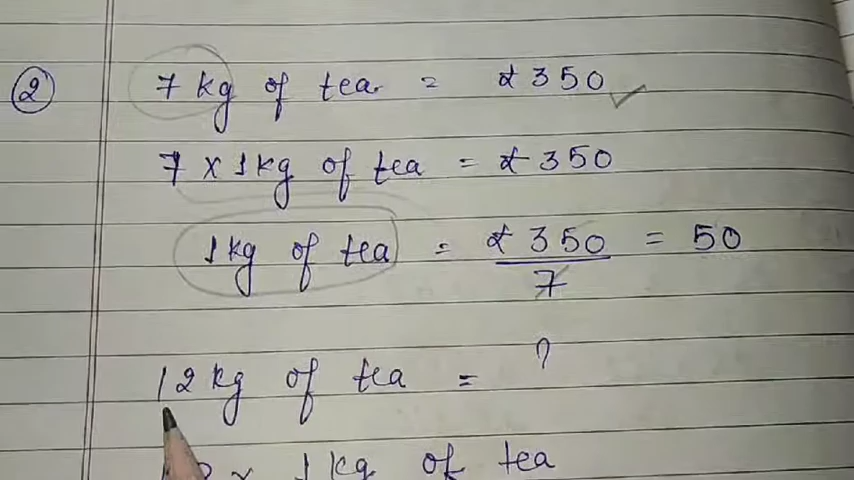 ② 7 kg of tea. = ₹ 350 ✓
7 x 1 kg of tea = ₹ 350
1 kg of tea = ₹ 350 / 7 = 50
12 kg of tea = ?
x 1 kg of tea